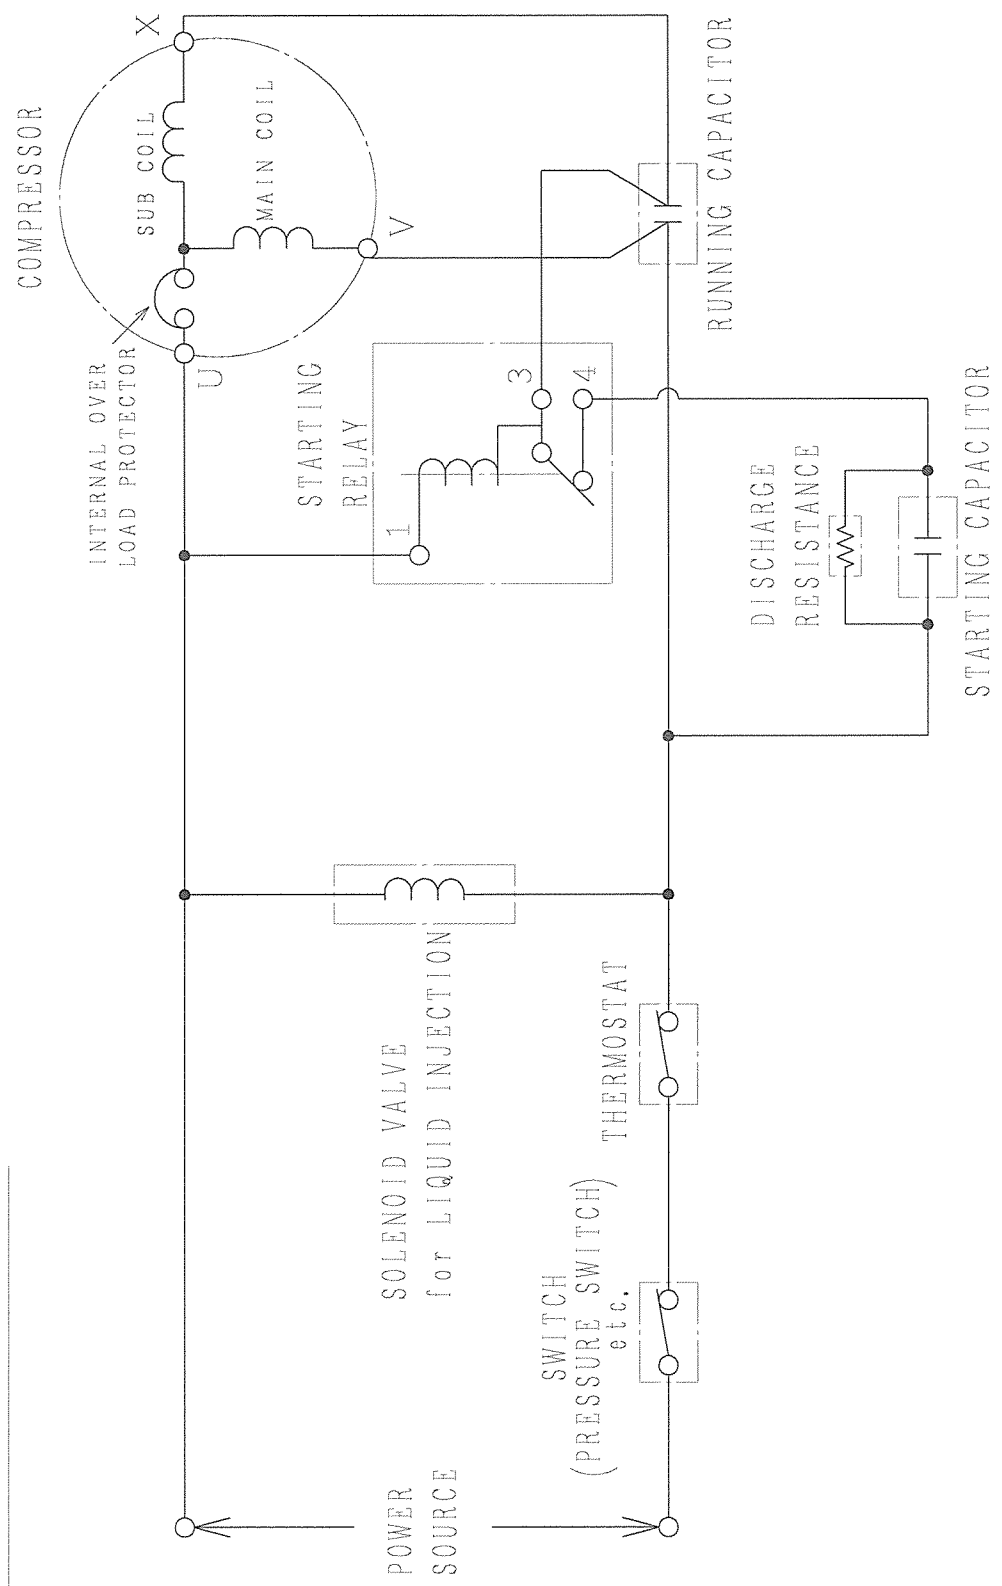 COMPRESSOR
X
SUB COIL
MAIN COIL
V
U
INTERNAL OVER
LOAD PROTECTOR
STARTING
RELAY
1
3
4
RUNNING CAPACITOR
DISCHARGE
RESISTANCE
STARTING CAPACITOR
SOLENOID VALVE
for LIQUID INJECTION
THERMOSTAT
SWITCH
(PRESSURE SWITCH)
etc.
POWER
SOURCE